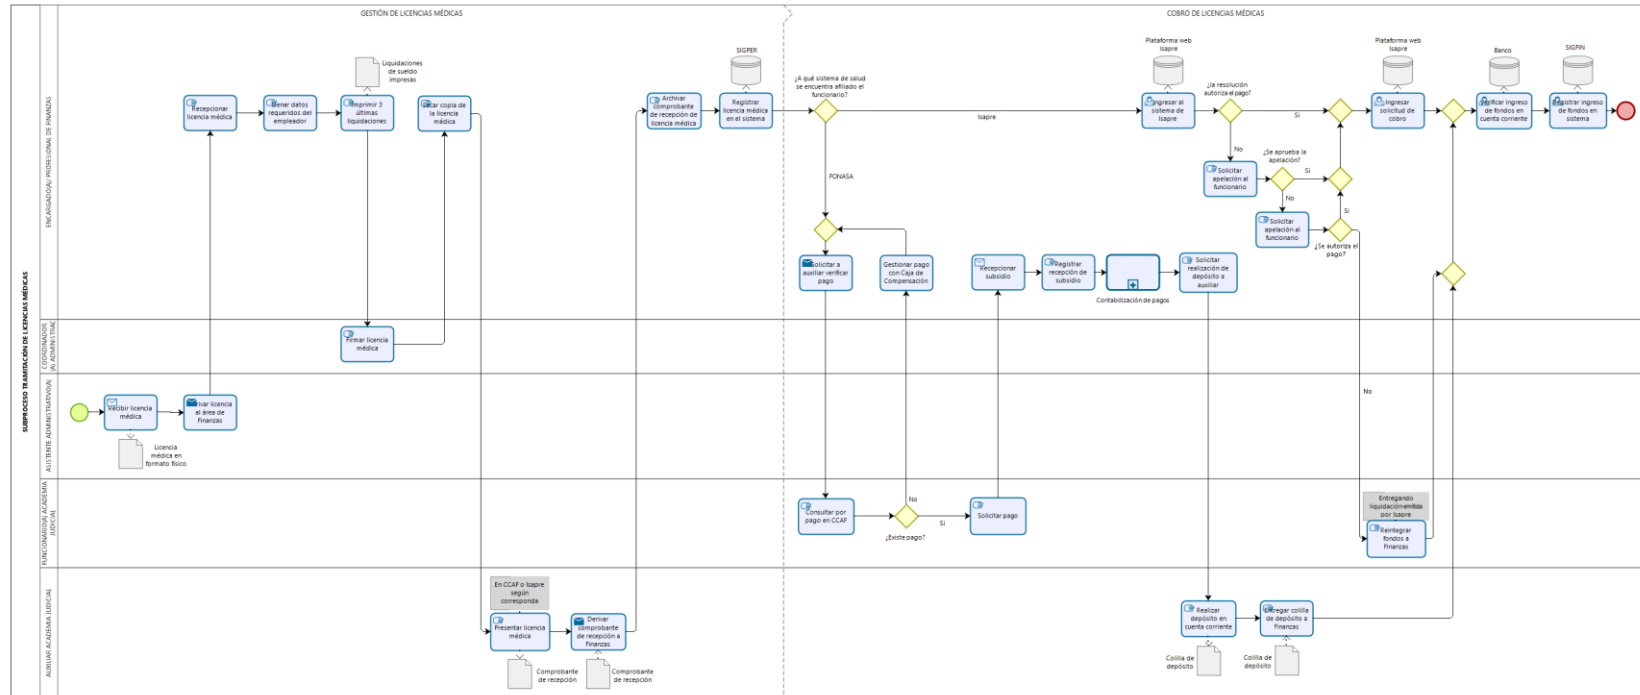 GESTIÓN DE LICENCIAS MÉDICAS
COBRO DE LICENCIAS MÉDICAS
SUBPROCESO TRAMITACIÓN DE LICENCIAS MÉDICAS
ENCARGADO(A)/ PROFESIONAL DE FINANZAS
Recepcionar
licencia médica
Llenar datos
requeridos del
empleador
Liquidaciones
de sueldo
impresas
Imprimir 3
últimas
liquidaciones
Sacar copia de
la licencia
médica
Archivar
comprobante
de recepción de
licencia médica
SIGPER
Registrar
licencia médica
en el sistema
¿A qué sistema de salud
se encuentra afiliado el
funcionario?
Isapre
FONASA
Plataforma web
Isapre
Ingresar al
sistema de
Isapre
¿la resolución
autoriza el pago?
Si
No
Solicitar
apelación al
funcionario
¿Se aprueba la
apelación?
Si
No
Solicitar
apelación al
funcionario
Si
¿Se autoriza el
pago?
No
Plataforma web
Isapre
Ingresar
solicitud de
cobro
Banco
Verificar ingreso
de fondos en
cuenta corriente
SIGFIN
Registrar ingreso
de fondos en
sistema
Solicitar a
auxiliar verificar
pago
Gestionar pago
con Caja de
Compensación
Recepcionar
subsidio
Registrar
recepción de
subsidio
Contabilización de pagos
Solicitar
realización de
depósito a
auxiliar
COORDINADOR
(A) ADMINISTRAC
Firmar licencia
médica
ASISTENTE ADMINISTRATIVO(A)
Recibir licencia
médica
Licencia
médica en
formato físico
Derivar licencia
al área de
Finanzas
FUNCIONARIO(A) ACADEMIA
JUDICIAL
Consultar por
pago en CCAF
¿Existe pago?
No
Si
Solicitar pago
Entregando
liquidación emitida
por Isapre
Reintegrar
fondos a
Finanzas
AUXILIAR ACADEMIA JUDICIAL
En CCAF o Isapre
según
corresponda
Presentar licencia
médica
Comprobante
de recepción
Derivar
comprobante
de recepción a
Finanzas
Comprobante
de recepción
Realizar
depósito en
cuenta corriente
Colilla de
depósito
Entregar colilla
de depósito a
Finanzas
Colilla de
depósito